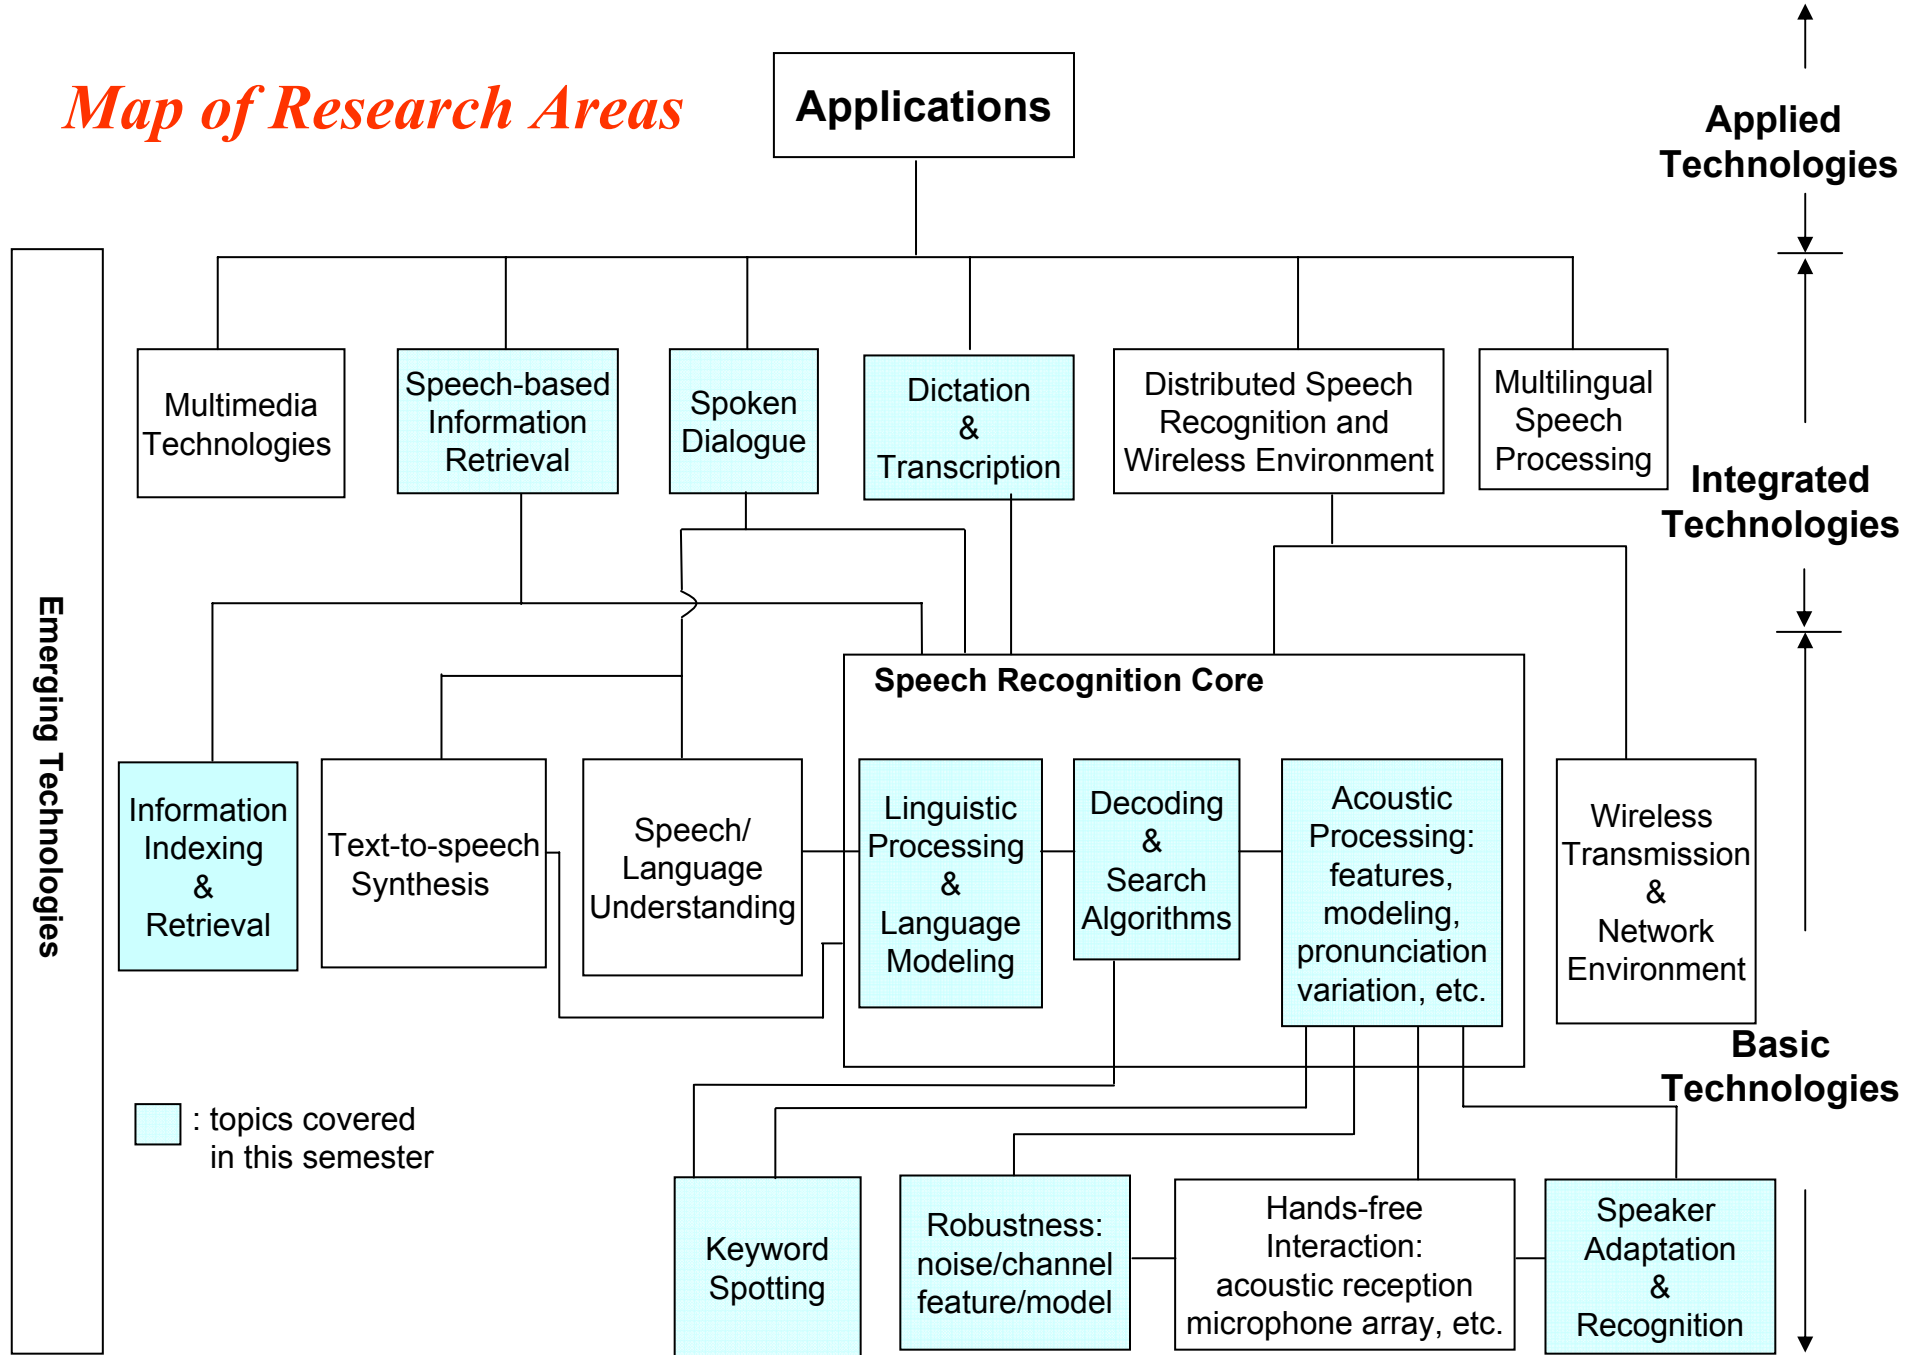 Map of Research Areas
Applications
Applied
Technologies
Emerging Technologies
Multimedia
Technologies
Speech-based
Information
Retrieval
Spoken
Dialogue
Dictation
&
Transcription
Distributed Speech
Recognition and
Wireless Environment
Multilingual
Speech
Processing
Integrated
Technologies
Speech Recognition Core
Information
Indexing
&
Retrieval
Text-to-speech
Synthesis
Speech/
Language
Understanding
Linguistic
Processing
&
Language
Modeling
Decoding
&
Search
Algorithms
Acoustic
Processing:
features,
modeling,
pronunciation
variation, etc.
Wireless
Transmission
&
Network
Environment
Basic
Technologies
: topics covered
in this semester
Keyword
Spotting
Robustness:
noise/channel
feature/model
Hands-free
Interaction:
acoustic reception
microphone array, etc.
Speaker
Adaptation
&
Recognition